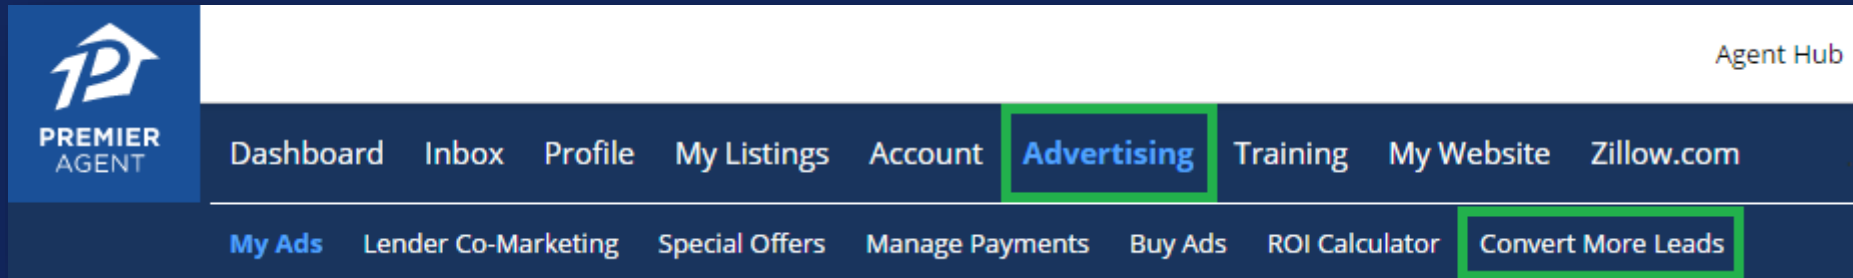 Agent Hub
PREMIER
AGENT
Dashboard Inbox Profile My Listings Account Advertising Training My Website Zillow.com
My Ads Lender Co-Marketing Special Offers Manage Payments Buy Ads ROI Calculator Convert More Leads